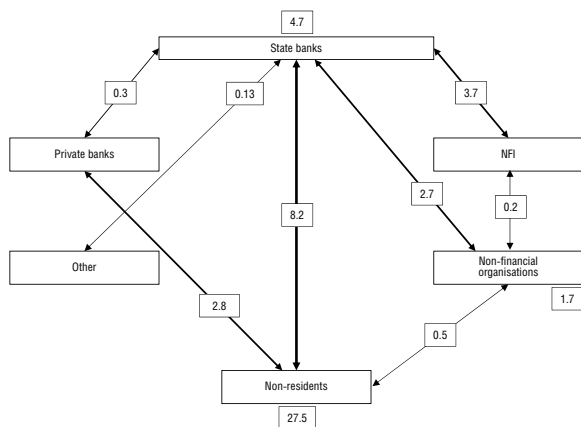 4.7
State banks
0.3
0.13
3.7
Private banks
NFI
8.2
2.7
0.2
Other
Non-financial
organisations
2.8
1.7
0.5
Non-residents
27.5